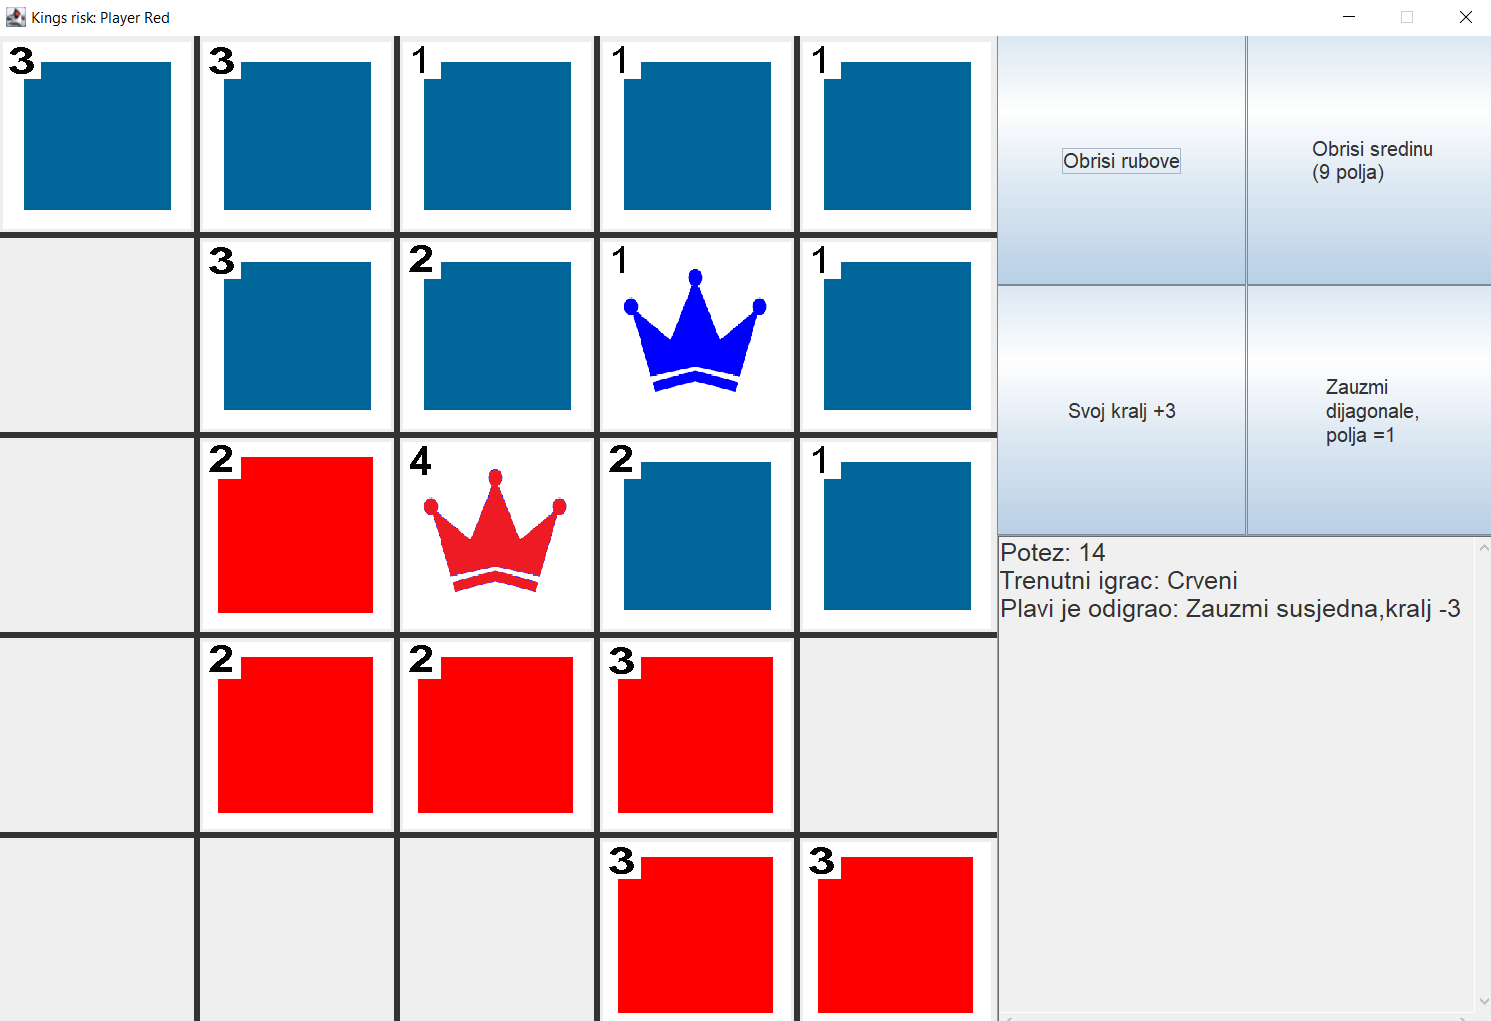 Kings risk: Player Red
3 3 1 1 1
3 2 1 1
2 4 2 1
2 2 3
3 3
Obrisi rubove
Obrisi sredinu
(9 polja)
Svoj kralj +3
Zauzmi
dijagonale,
polja =1
Potez: 14
Trenutni igrac: Crveni
Plavi je odigrao: Zauzmi susjedna,kralj -3